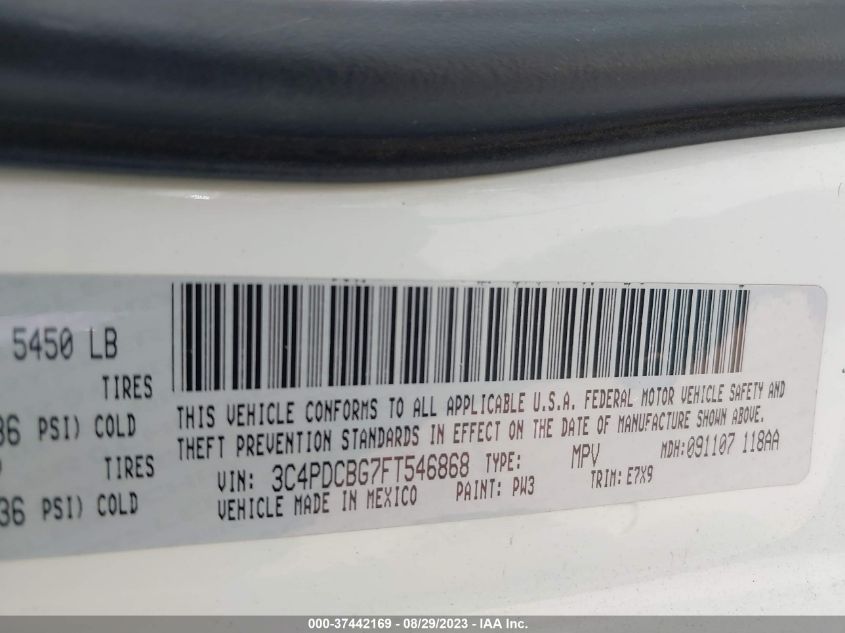 5450 LB
TIRES
36 PSI) COLD
TIRES
36 PSI) COLD
THIS VEHICLE CONFORMS TO ALL APPLICABLE U.S.A. FEDERAL MOTOR VEHICLE SAFETY AND
THEFT PREVENTION STANDARDS IN EFFECT ON THE DATE OF MANUFACTURE SHOWN ABOVE.
VIN: 3C4PDCBG7FT546868 TYPE: MPV MDH:091107 118AA
VEHICLE MADE IN MEXICO PAINT: PW3 TRIM: E7X9
000-37442169 - 08/29/2023 - IAA Inc.